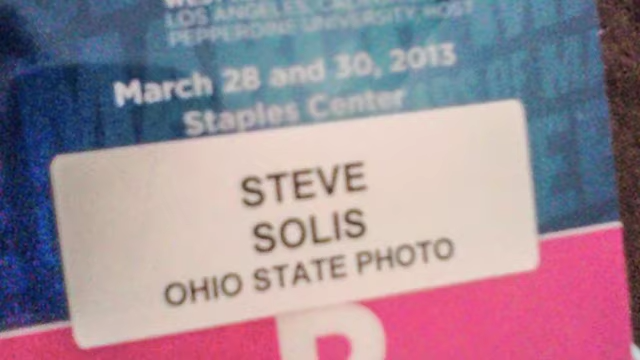 LOS ANGELES,
PEPPERDINE UNIVERSITY, HOST
March 28 and 30, 2013
Staples Center
STEVE
SOLIS
OHIO STATE PHOTO